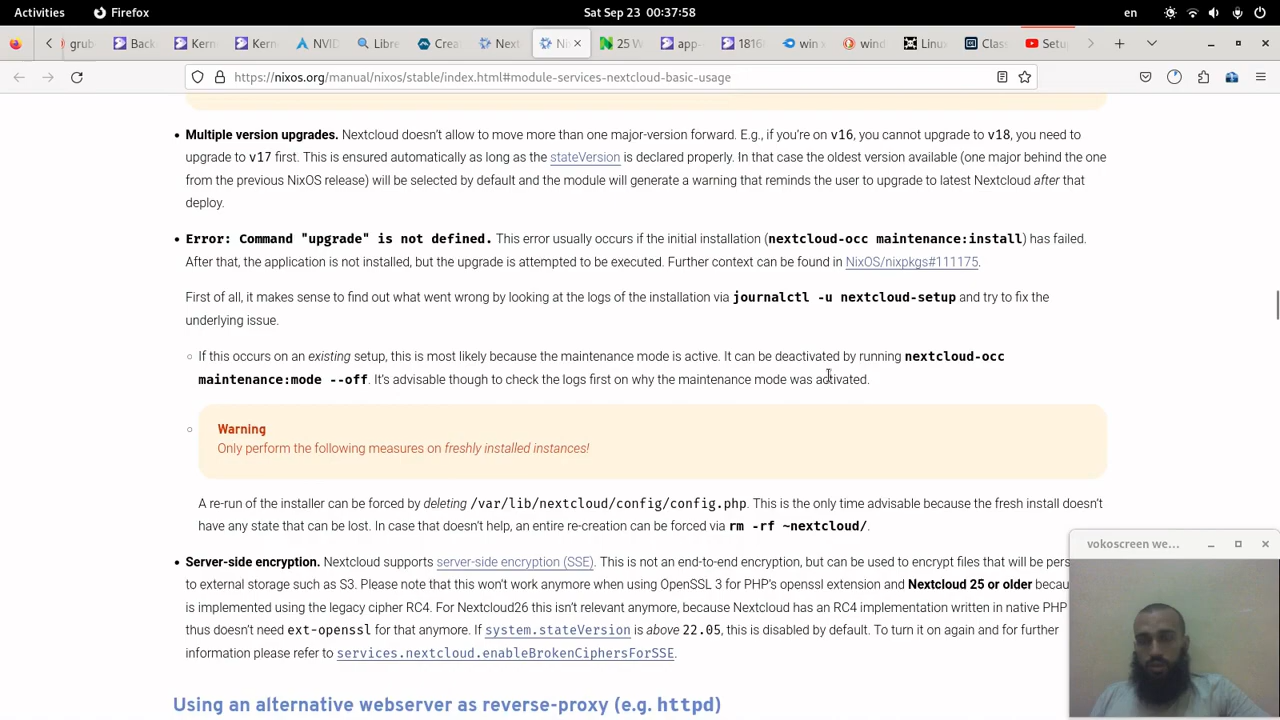 Activities Firefox Sat Sep 23 00:37:58 en
grub Back Kern Kern NVID Libre Crea Next Ni 25 W app- 1816 win x wind Linux Class Setu
https://nixos.org/manual/nixos/stable/index.html#module-services-nextcloud-basic-usage
• Multiple version upgrades. Nextcloud doesn’t allow to move more than one major-version forward. E.g., if you’re on v16, you cannot upgrade to v18, you need to
upgrade to v17 first. This is ensured automatically as long as the stateVersion is declared properly. In that case the oldest version available (one major behind the one
from the previous NixOS release) will be selected by default and the module will generate a warning that reminds the user to upgrade to latest Nextcloud after that
deploy.
• Error: Command "upgrade" is not defined. This error usually occurs if the initial installation (nextcloud-occ maintenance:install) has failed.
After that, the application is not installed, but the upgrade is attempted to be executed. Further context can be found in NixOS/nixpkgs#111175.
First of all, it makes sense to find out what went wrong by looking at the logs of the installation via journalctl -u nextcloud-setup and try to fix the
underlying issue.
If this occurs on an existing setup, this is most likely because the maintenance mode is active. It can be deactivated by running nextcloud-occ
maintenance:mode --off. It’s advisable though to check the logs first on why the maintenance mode was activated.
Warning
Only perform the following measures on freshly installed instances!
A re-run of the installer can be forced by deleting /var/lib/nextcloud/config/config.php. This is the only time advisable because the fresh install doesn’t
have any state that can be lost. In case that doesn’t help, an entire re-creation can be forced via rm -rf ~nextcloud/.
vokoscreen we...
• Server-side encryption. Nextcloud supports server-side encryption (SSE). This is not an end-to-end encryption, but can be used to encrypt files that will be pers
to external storage such as S3. Please note that this won’t work anymore when using OpenSSL 3 for PHP’s openssl extension and Nextcloud 25 or older becau
is implemented using the legacy cipher RC4. For Nextcloud26 this isn’t relevant anymore, because Nextcloud has an RC4 implementation written in native PHP
thus doesn’t need ext-openssl for that anymore. If system.stateVersion is above 22.05, this is disabled by default. To turn it on again and for further
information please refer to services.nextcloud.enableBrokenCiphersForSSE.
Using an alternative webserver as reverse-proxy (e.g. httpd)